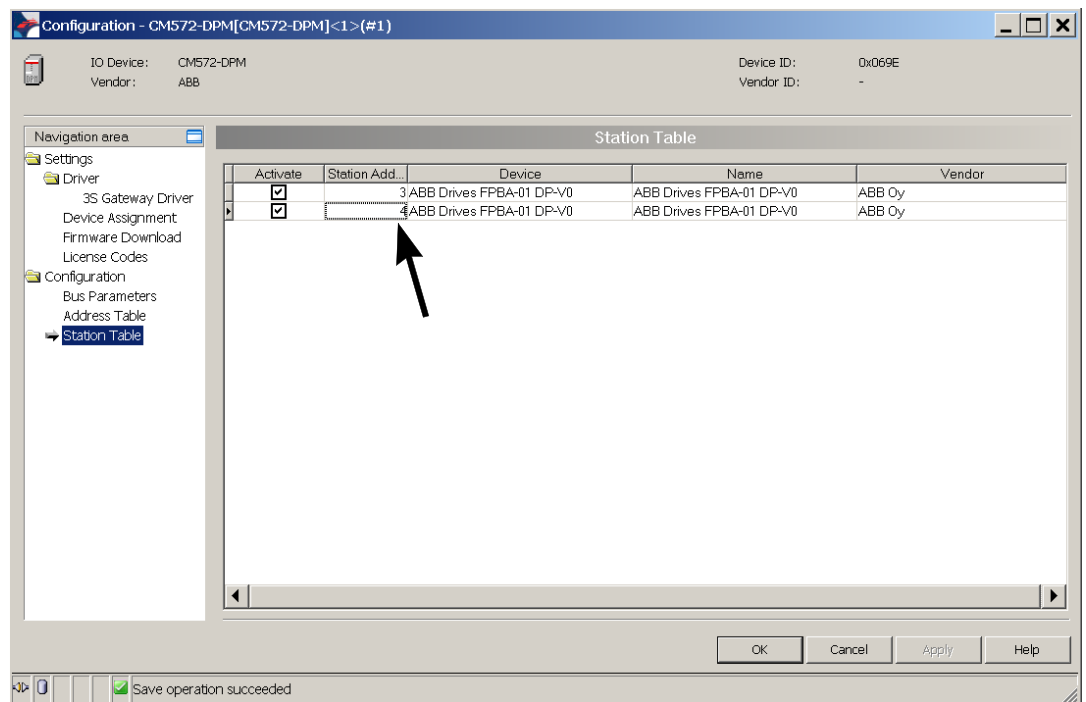 Configuration - CM572-DPM[CM572-DPM]<1>(#1)
IO Device: CM572-DPM Device ID: 0x069E
Vendor: ABB Vendor ID: -
Navigation area
Settings
Driver
3S Gateway Driver
Device Assignment
Firmware Download
License Codes
Configuration
Bus Parameters
Address Table
Station Table
Station Table
Activate Station Add... Device Name Vendor
3 ABB Drives FPBA-01 DP-V0 ABB Drives FPBA-01 DP-V0 ABB Oy
4 ABB Drives FPBA-01 DP-V0 ABB Drives FPBA-01 DP-V0 ABB Oy
OK Cancel Apply Help
Save operation succeeded